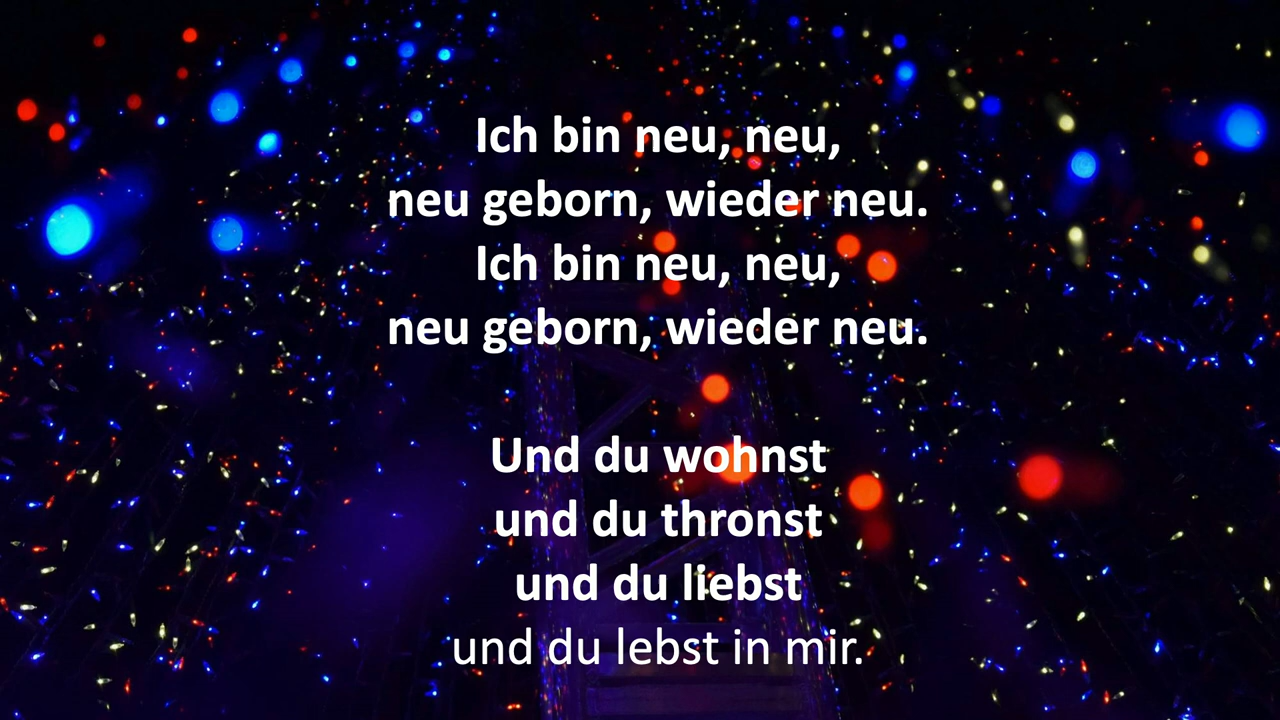 Ich bin neu, neu,
neu geborn, wieder neu.
Ich bin neu, neu,
neu geborn, wieder neu.
Und du wohnst
und du thronst
und du liebst
und du lebst in mir.